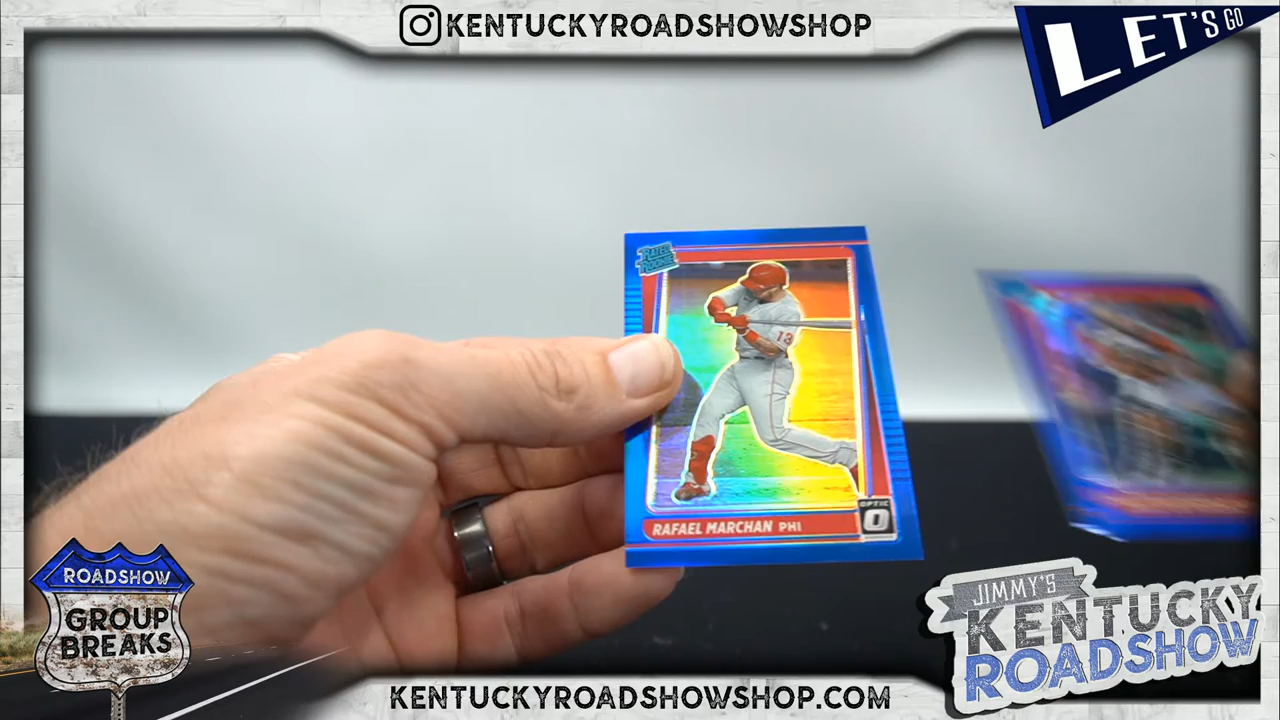 KENTUCKYROADSHOWSHOP
LET'S GO
RATED
ROOKIE
13
RAFAEL MARCHAN PHI
OPTIC
O
ROADSHOW
GROUP
BREAKS
JIMMY'S
KENTUCKY
ROADSHOW
KENTUCKYROADSHOWSHOP.COM